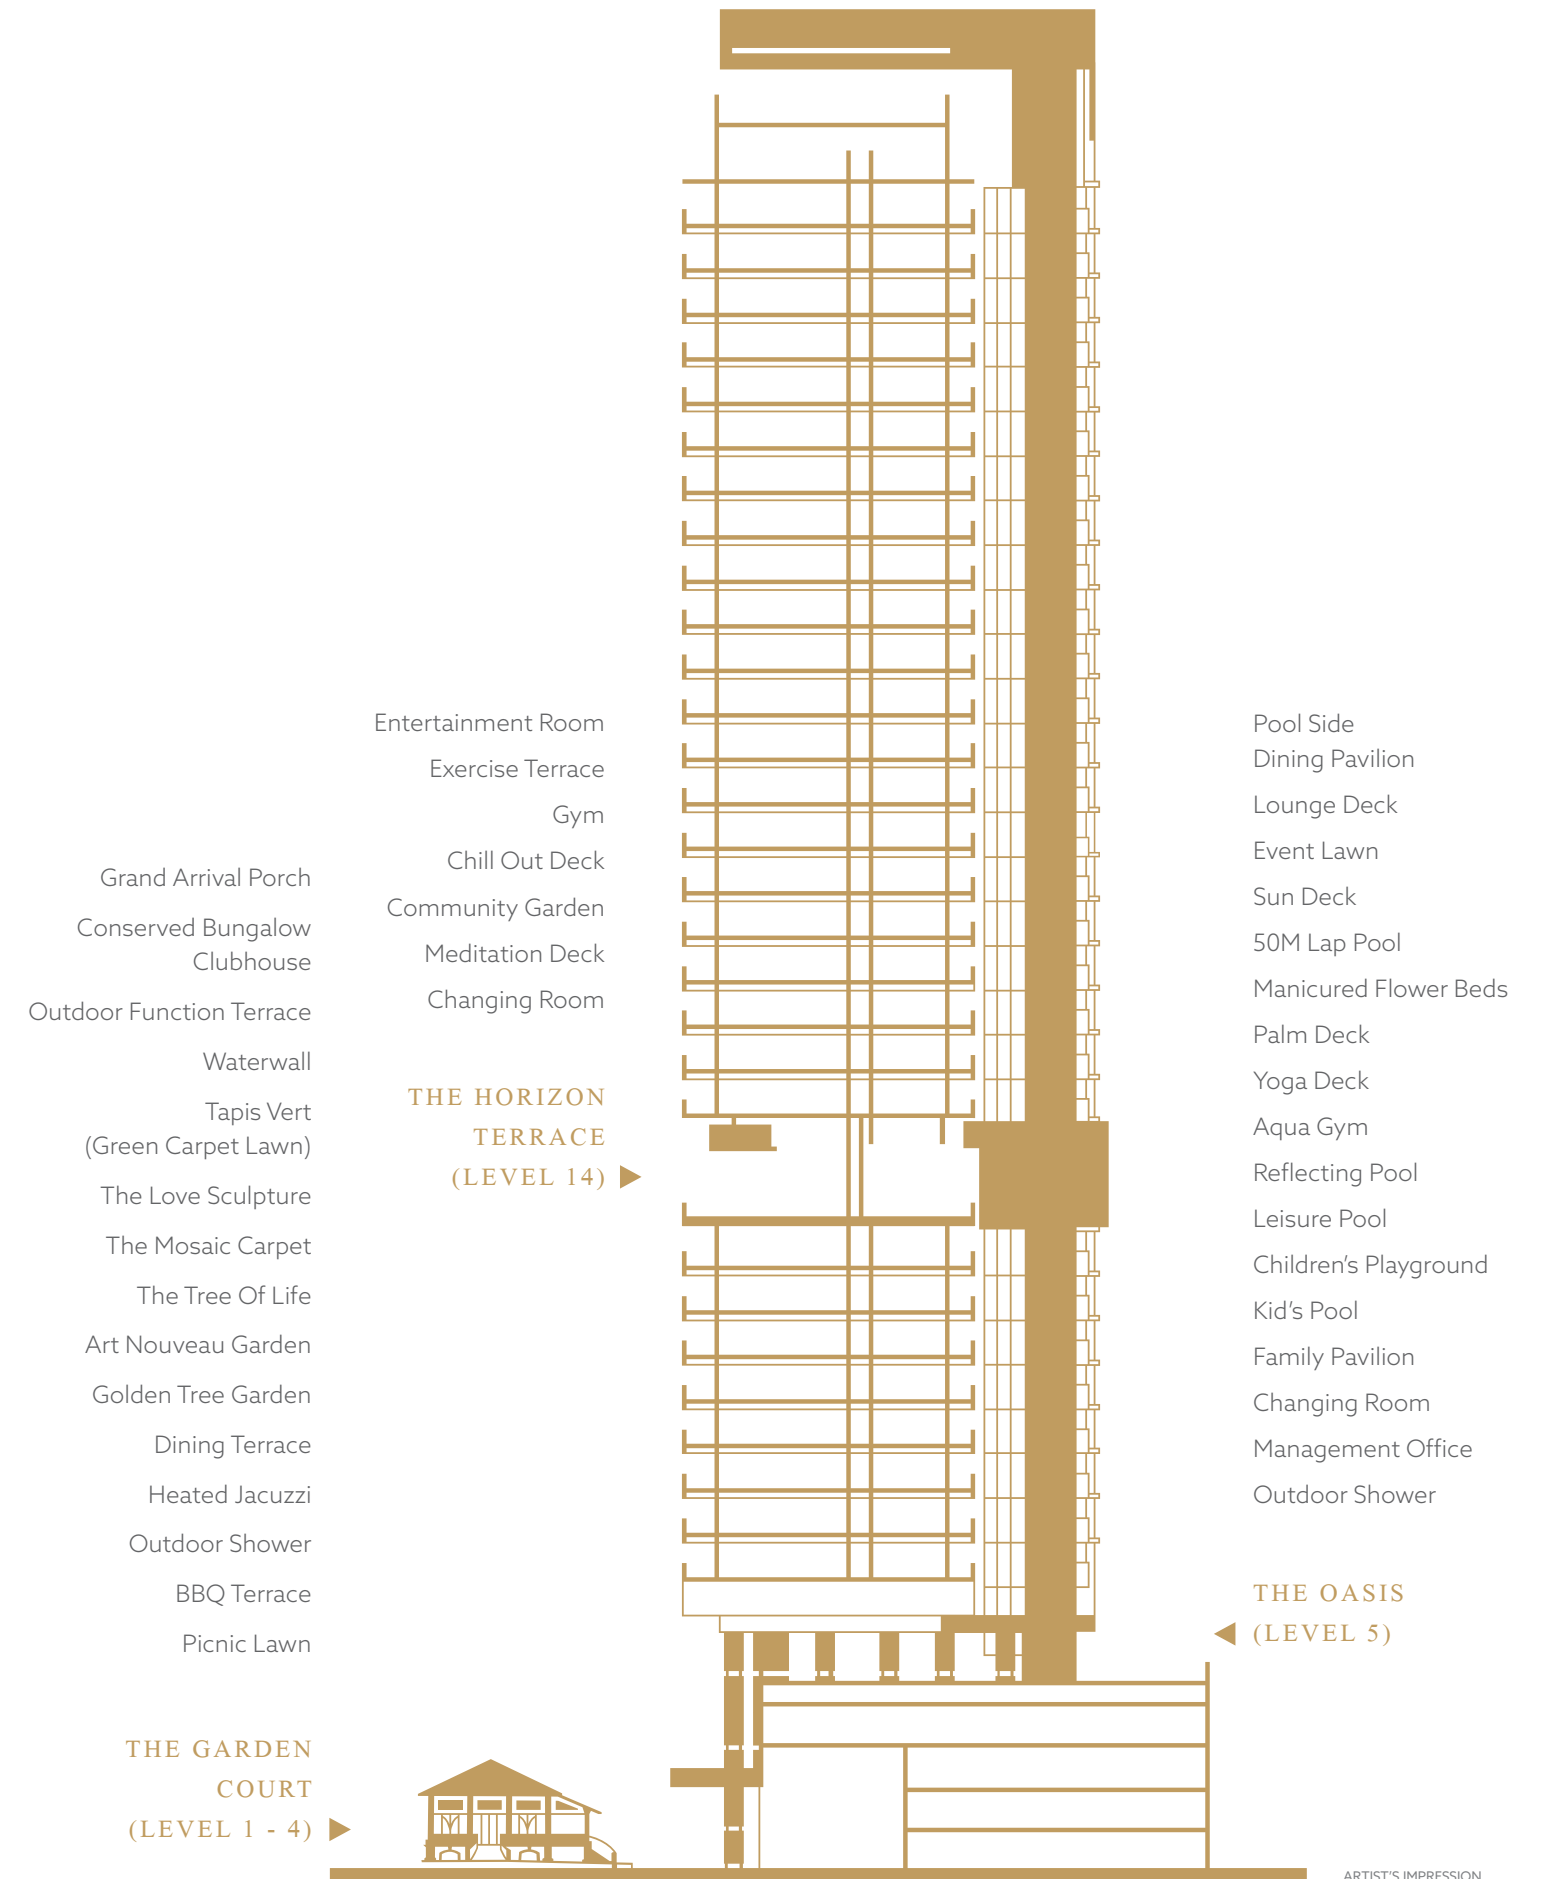 Entertainment Room
Exercise Terrace
Gym
Chill Out Deck
Community Garden
Meditation Deck
Changing Room
THE HORIZON
TERRACE
(LEVEL 14)
Grand Arrival Porch
Conserved Bungalow
Clubhouse
Outdoor Function Terrace
Waterwall
Tapis Vert
(Green Carpet Lawn)
The Love Sculpture
The Mosaic Carpet
The Tree Of Life
Art Nouveau Garden
Golden Tree Garden
Dining Terrace
Heated Jacuzzi
Outdoor Shower
BBQ Terrace
Picnic Lawn
THE GARDEN
COURT
(LEVEL 1 - 4)
Pool Side
Dining Pavilion
Lounge Deck
Event Lawn
Sun Deck
50M Lap Pool
Manicured Flower Beds
Palm Deck
Yoga Deck
Aqua Gym
Reflecting Pool
Leisure Pool
Children's Playground
Kid's Pool
Family Pavilion
Changing Room
Management Office
Outdoor Shower
THE OASIS
(LEVEL 5)
ARTIST'S IMPRESSION